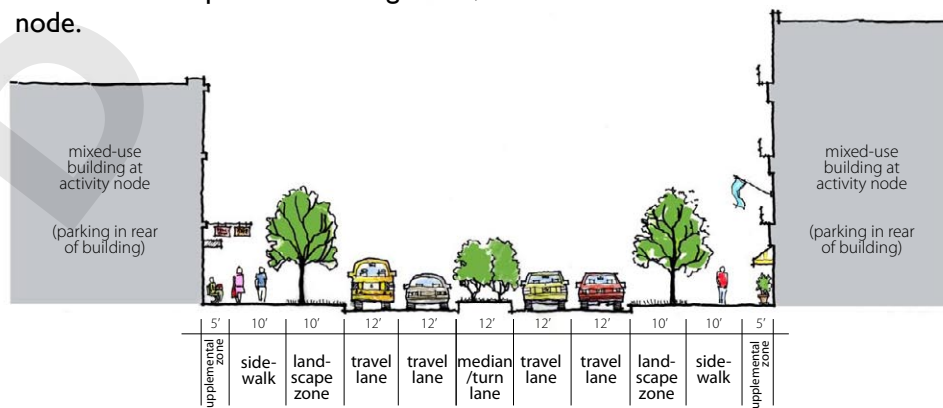 node.
mixed-use
building at
activity node
(parking in rear
of building)
mixed-use
building at
activity node
(parking in rear
of building)
5' 10' 10' 12' 12' 12' 12' 12' 10' 10' 5'
zone
side-
walk
land-
scape
zone
travel
lane
travel
lane
median
/turn
lane
travel
lane
travel
lane
land-
scape
zone
side-
walk
zone